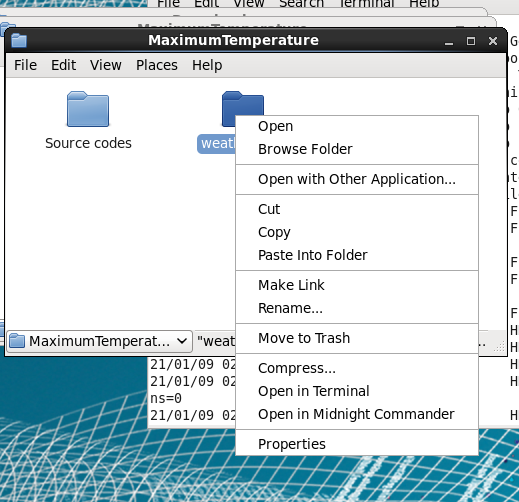 File Edit View Search Terminal Help
MaximumTemperature
MaximumTemperature
File Edit View Places Help
Source codes
Open
Browse Folder
Open with Other Application...
Cut
Copy
Paste Into Folder
Make Link
Rename...
MaximumTemperat...
Move to Trash
21/01/09 02
Compress...
21/01/09 02
Open in Terminal
ns=0
21/01/09 02
Open in Midnight Commander
Properties